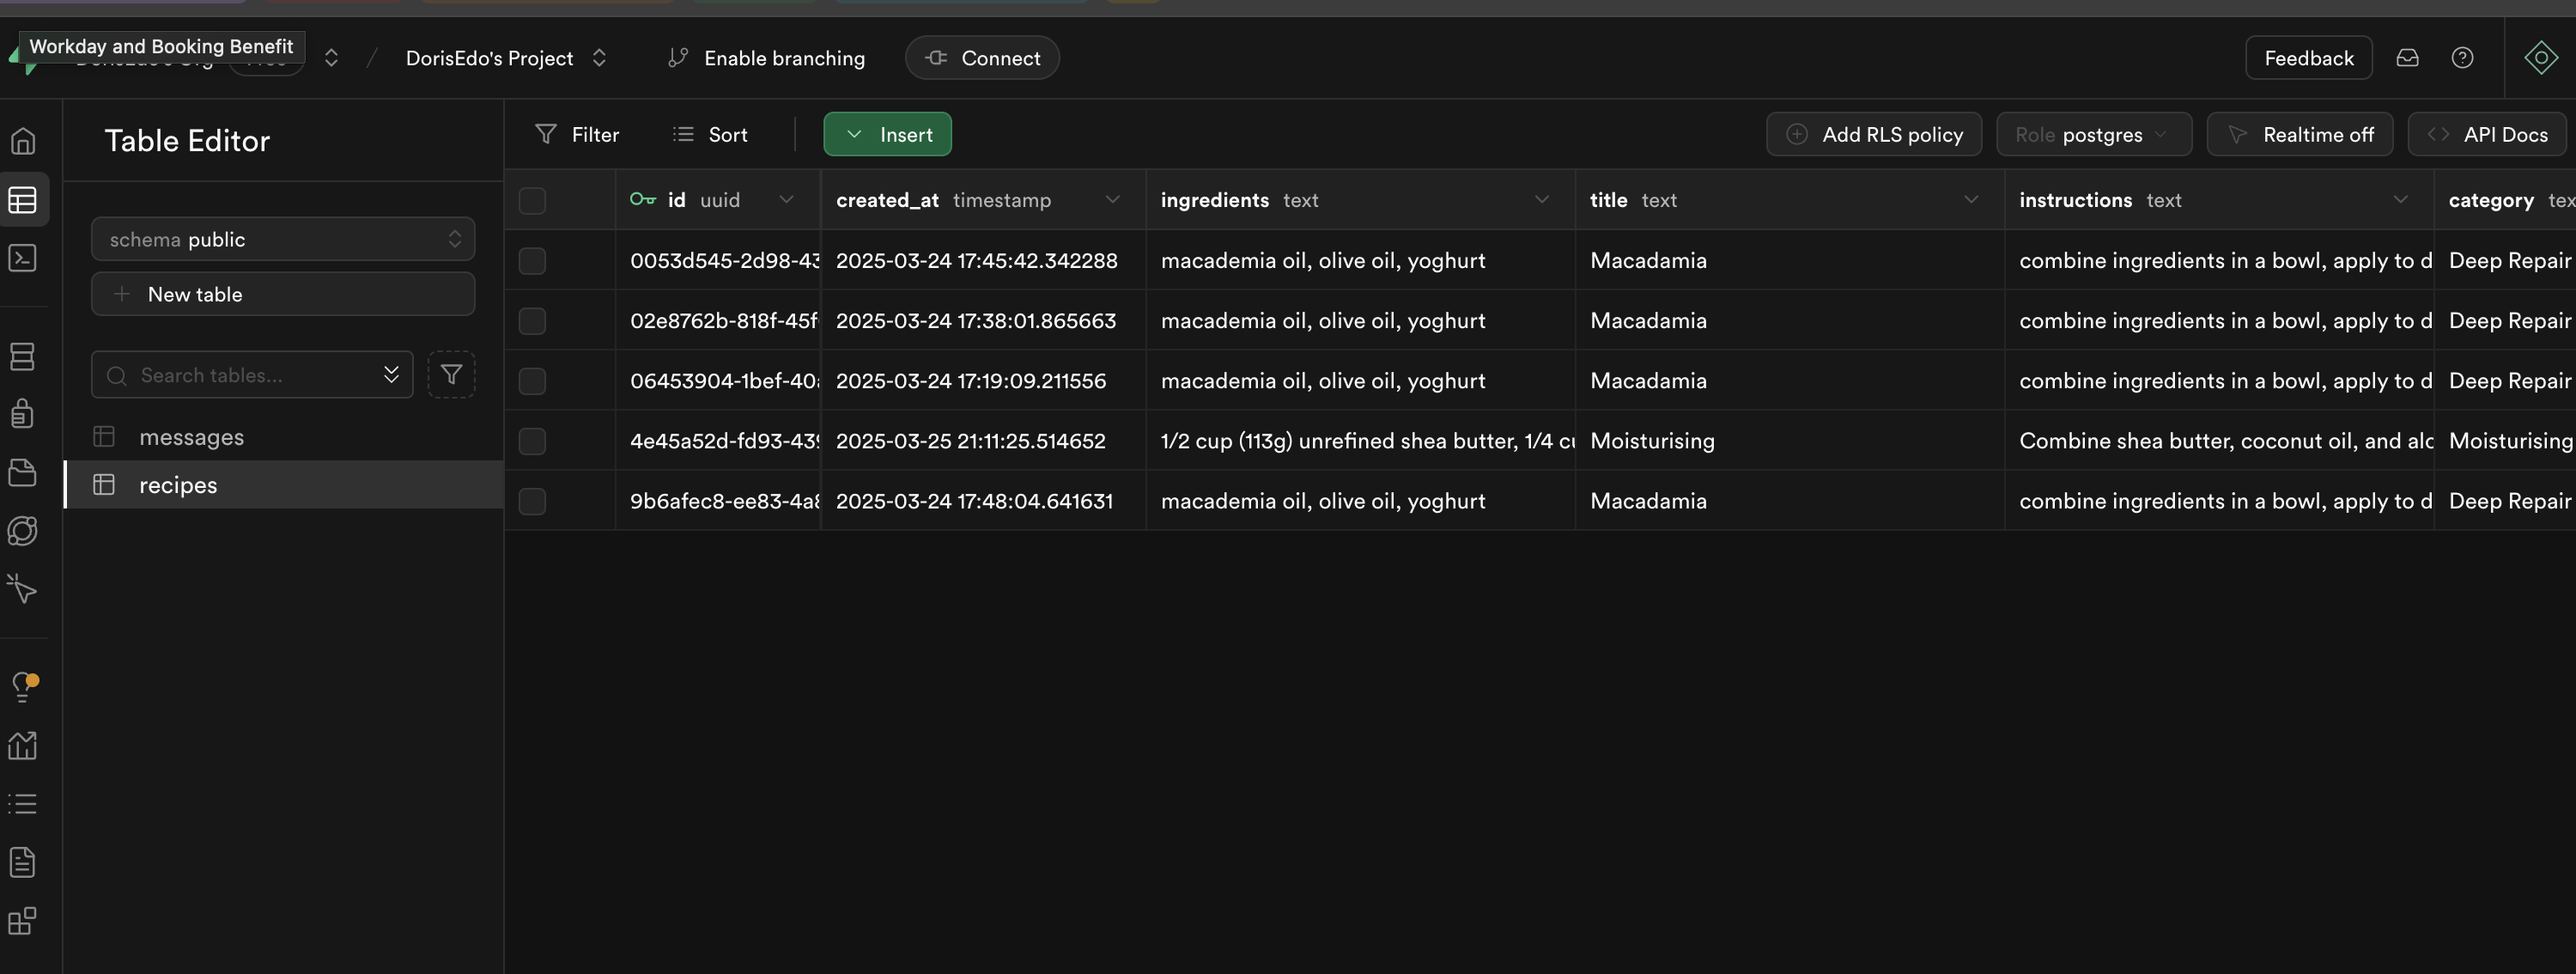 Workday and Booking Benefit
DorisEdo's Project
Enable branching
Connect
Feedback
Table Editor
Filter
Sort
Insert
Add RLS policy
Role postgres
Realtime off
API Docs
schema public
New table
Search tables...
messages
recipes
id uuid created_at timestamp ingredients text title text instructions text category
0053d545-2d98-43 2025-03-24 17:45:42.342288 macademia oil, olive oil, yoghurt Macadamia combine ingredients in a bowl, apply to d Deep Repair
02e8762b-818f-45f 2025-03-24 17:38:01.865663 macademia oil, olive oil, yoghurt Macadamia combine ingredients in a bowl, apply to d Deep Repair
06453904-1bef-40 2025-03-24 17:19:09.211556 macademia oil, olive oil, yoghurt Macadamia combine ingredients in a bowl, apply to d Deep Repair
4e45a52d-fd93-439 2025-03-25 21:11:25.514652 1/2 cup (113g) unrefined shea butter, 1/4 cu Moisturising Combine shea butter, coconut oil, and alo Moisturising
9b6afec8-ee83-4a8 2025-03-24 17:48:04.641631 macademia oil, olive oil, yoghurt Macadamia combine ingredients in a bowl, apply to d Deep Repair